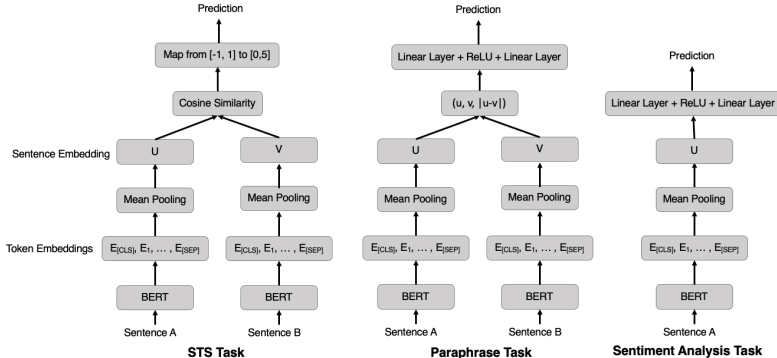 Prediction
Map from [-1, 1] to [0,5]
Cosine Similarity
Sentence Embedding
U
V
Mean Pooling
Mean Pooling
Token Embeddings
E[CLS], E1, … , E[SEP]
E[CLS], E1, … , E[SEP]
BERT
BERT
Sentence A
Sentence B
STS Task
Prediction
Linear Layer + ReLU + Linear Layer
(u, v, |u-v|)
U
V
Mean Pooling
Mean Pooling
E[CLS], E1, … , E[SEP]
E[CLS], E1, … , E[SEP]
BERT
BERT
Sentence A
Sentence B
Paraphrase Task
Prediction
Linear Layer + ReLU + Linear Layer
U
Mean Pooling
E[CLS], E1, … , E[SEP]
BERT
Sentence A
Sentiment Analysis Task